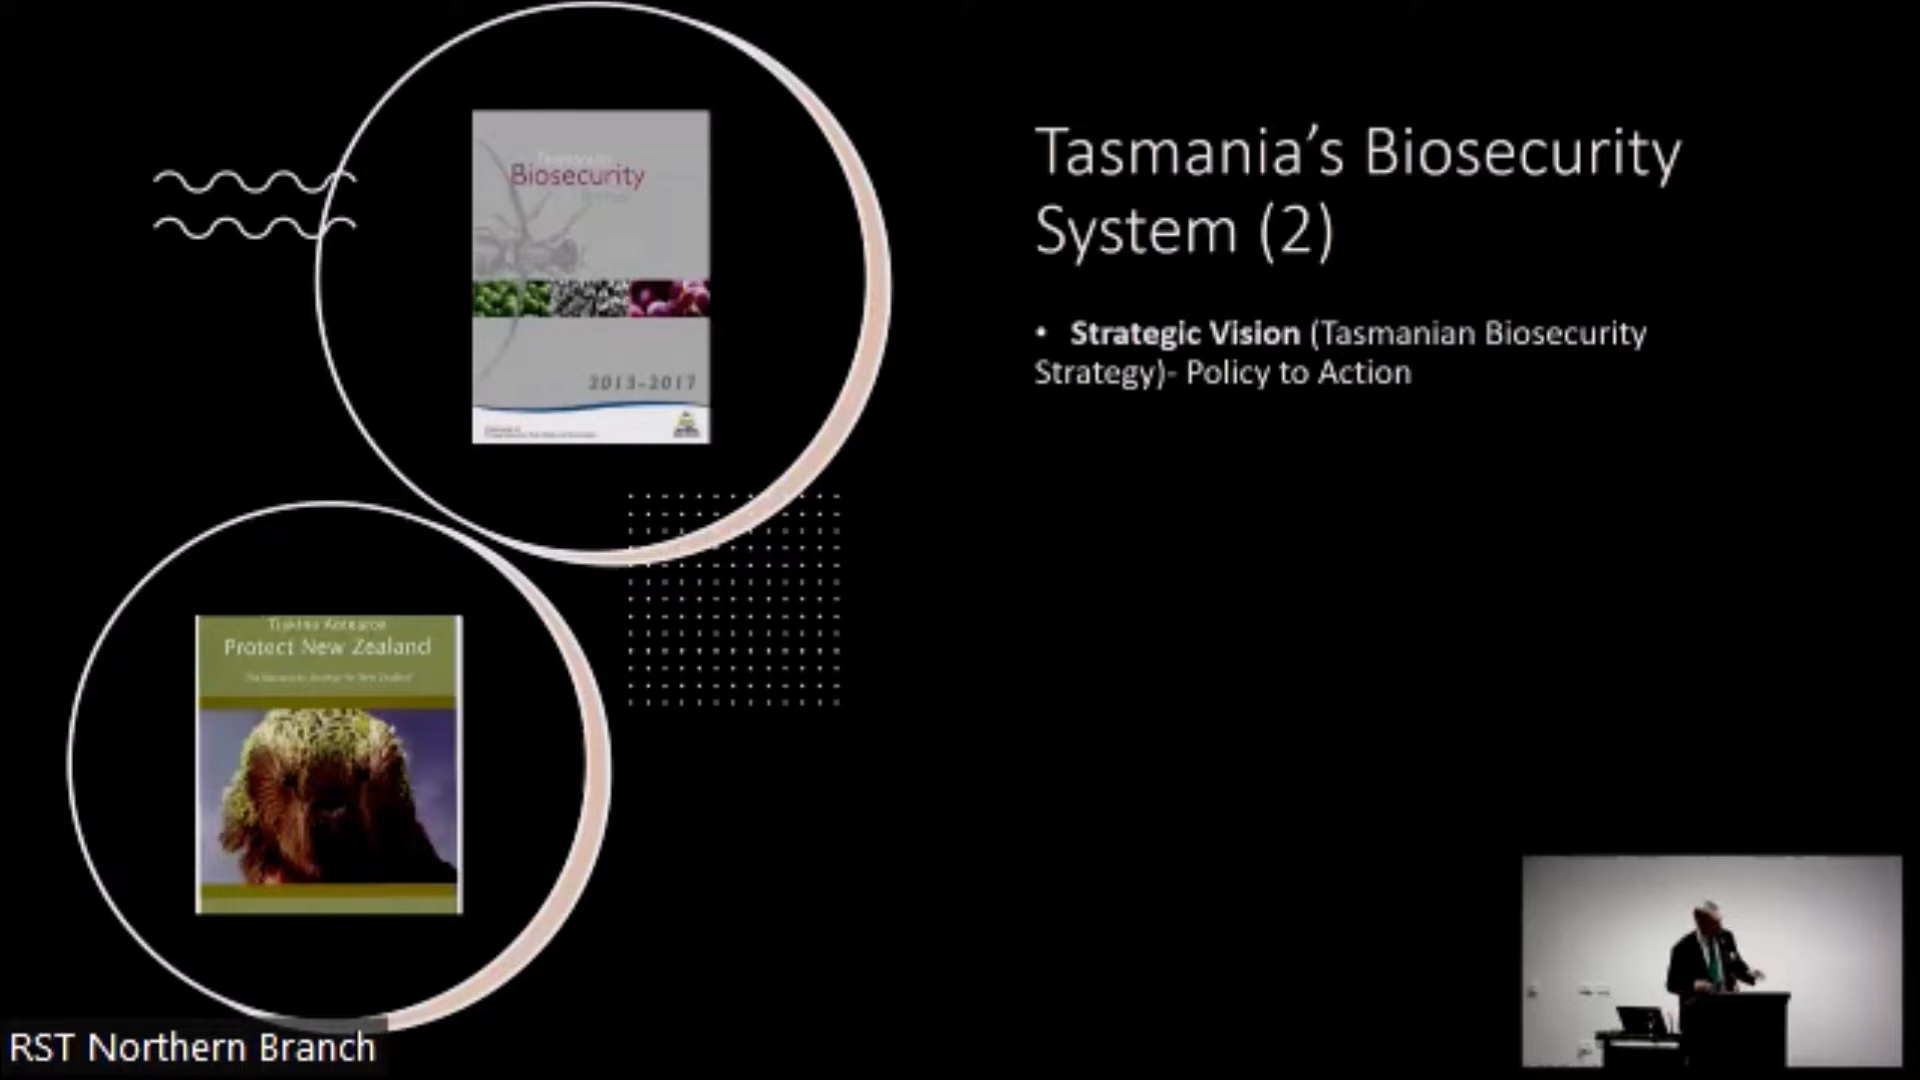 Tasmania's Biosecurity
System (2)
• Strategic Vision (Tasmanian Biosecurity
Strategy)- Policy to Action
Biosecurity
2013-2017
Aotearoa
Protect New Zealand
RST Northern Branch